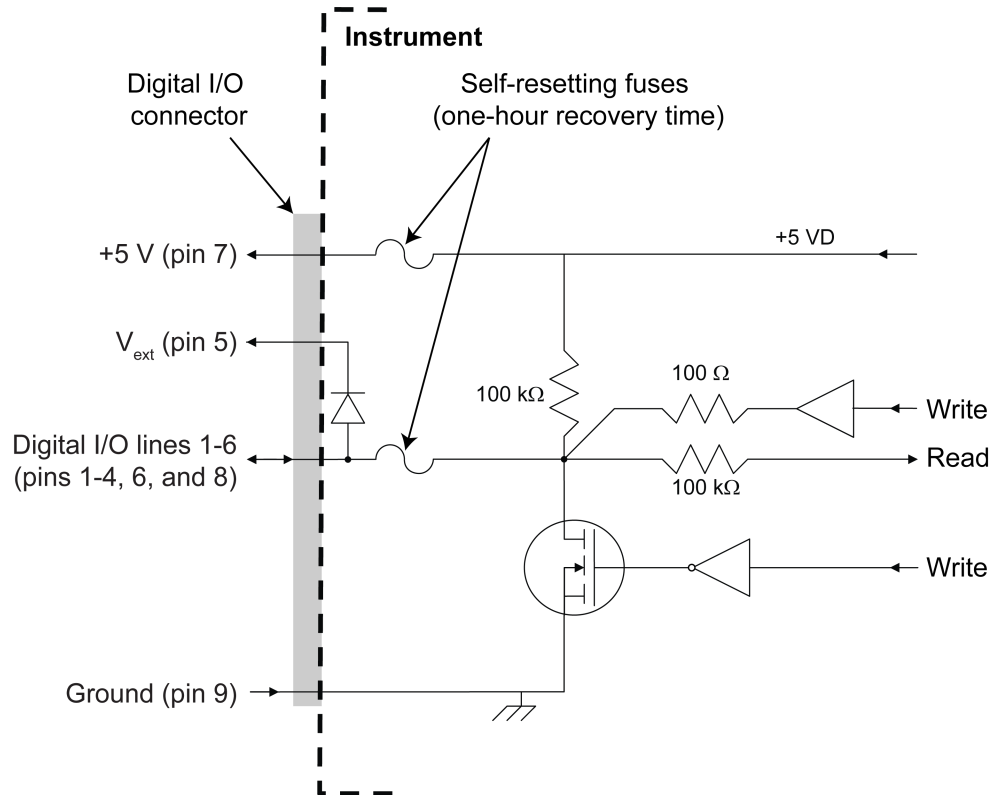 Instrument
Digital I/O
connector
Self-resetting fuses
(one-hour recovery time)
+5 V (pin 7)
+5 VD
Vext (pin 5)
100 kΩ
100 Ω
Write
Digital I/O lines 1-6
(pins 1-4, 6, and 8)
Read
100 kΩ
Write
Ground (pin 9)